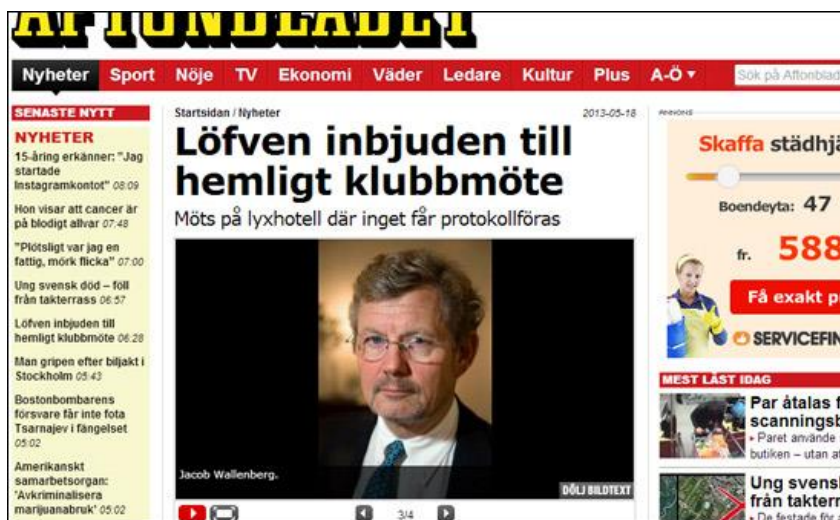 AFTONBLADET
Nyheter Sport Nöje TV Ekonomi Väder Ledare Kultur Plus A-Ö
Sök på Aftonblad
SENASTE NYTT
NYHETER
15-åring erkänner: "Jag
startade
Instagramkontot" 08:09
Hon visar att cancer är
på blodigt allvar 07:48
"Plötsligt var jag en
fattig, mörk flicka" 07:00
Ung svensk död – föll
från takterrass 06:57
Löfven inbjuden till
hemligt klubbmöte 06:28
Man gripen efter biljakt i
Stockholm 05:43
Bostonbombarens
försvare får inte fota
Tsarnajev i fängelset
05:02
Amerikanskt
samarbetsorgan:
'Avkriminalisera
marijuanabruk' 05:02
Startsidan / Nyheter
2013-05-18
Löfven inbjuden till
hemligt klubbmöte
Möts på lyxhotell där inget får protokollföras
Jacob Wallenberg.
DÖLJ BILDTEXT
3/4
ANNONS
Skaffa städhjä
Boendeyta: 47
fr. 588
Få exakt p
SERVICEFIN
MEST LÄST IDAG
Par åtalas f
scanningsb
Paret använde
butiken – utan at
Ung svensk
från takterr
De festade för